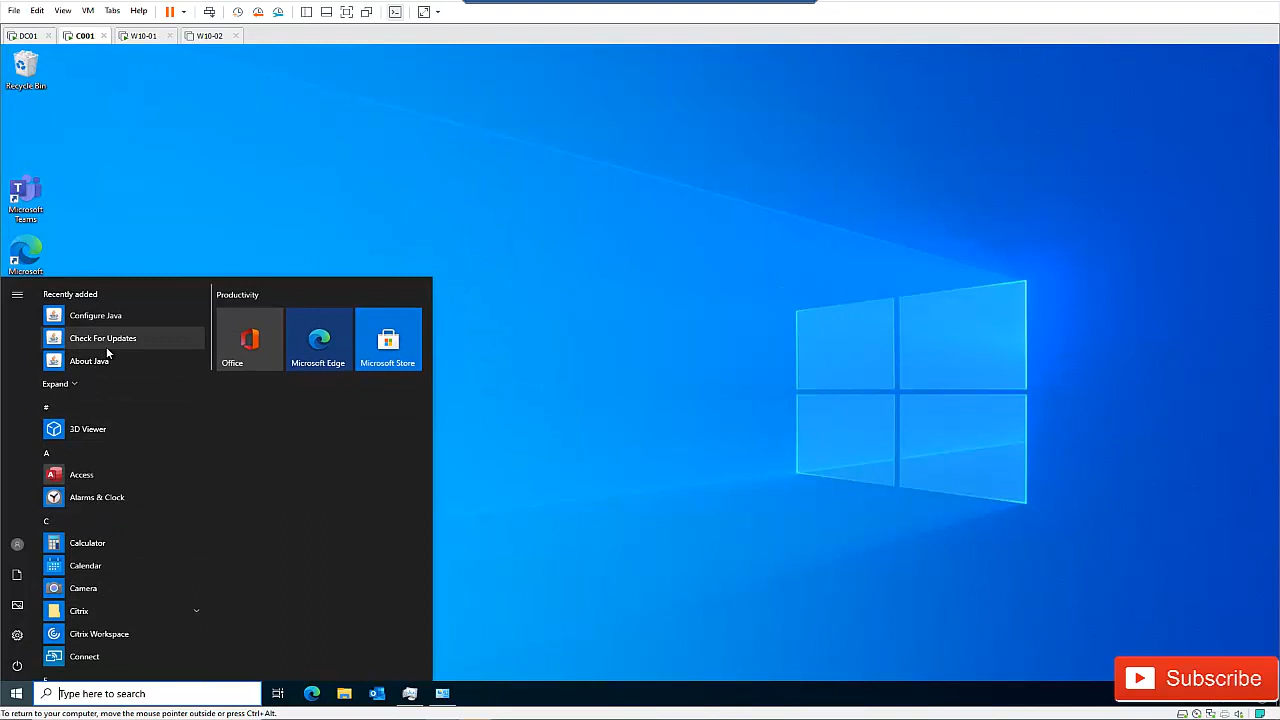 File Edit View VM Tabs Help
DC01 C001 W10-01 W10-02
Recycle Bin
Microsoft
Teams
Microsoft
Recently added
Configure Java
Check For Updates
About Java
Expand
#
3D Viewer
A
Access
Alarms & Clock
C
Calculator
Calendar
Camera
Citrix
Citrix Workspace
Connect
Productivity
Office
Microsoft Edge
Microsoft Store
Type here to search
Subscribe
To return to your computer, move the mouse pointer outside or press Ctrl+Alt.